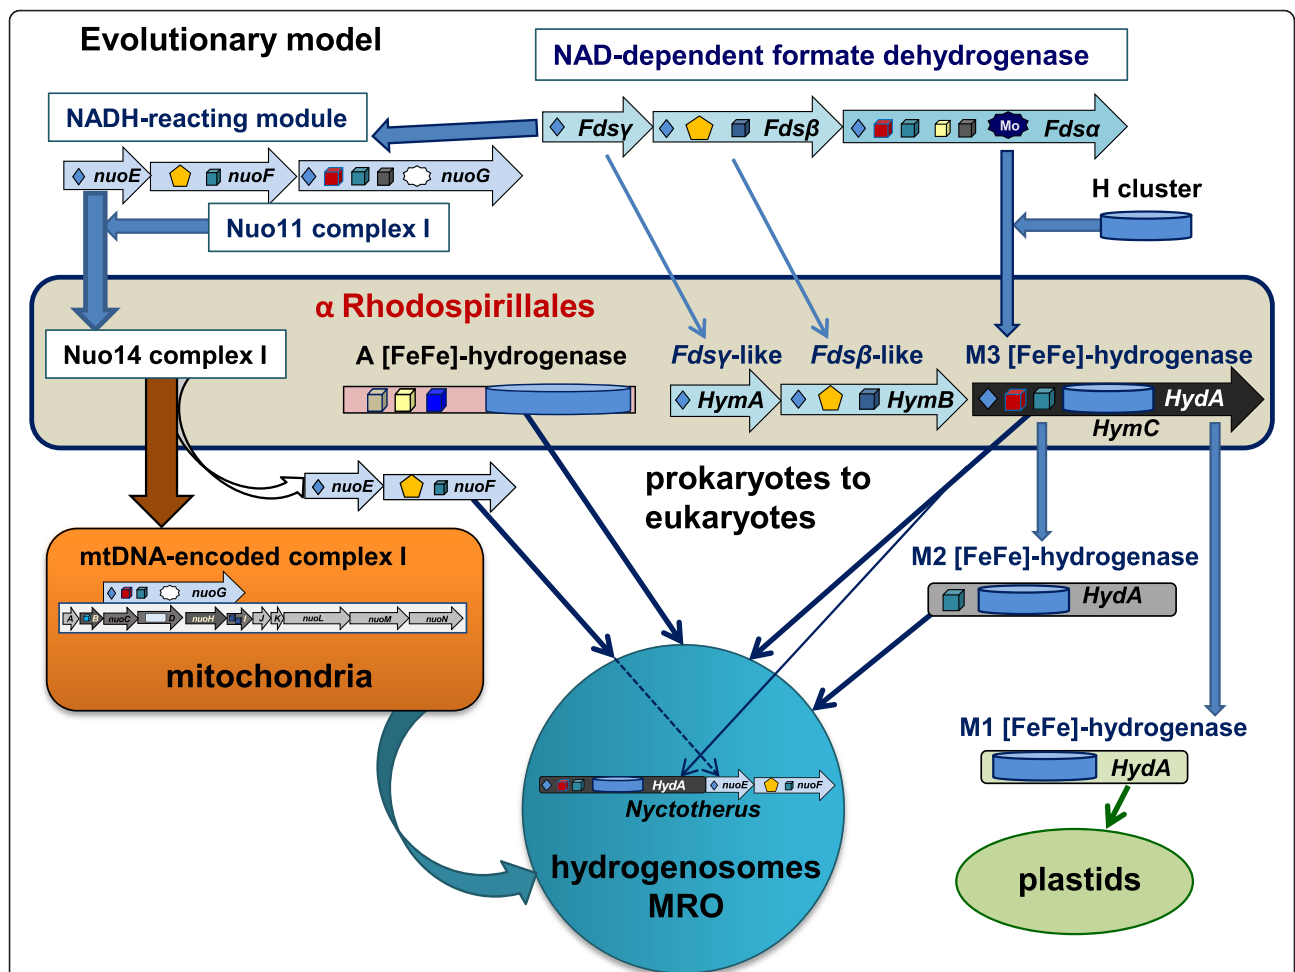 Evolutionary model
NAD-dependent formate dehydrogenase
NADH-reacting module
Fdsγ
Fdsβ
Mo
Fdsα
nuoE
nuoF
nuoG
H cluster
Nuo11 complex I
α Rhodospirillales
Nuo14 complex I
A [FeFe]-hydrogenase
Fdsγ-like
Fdsβ-like
M3 [FeFe]-hydrogenase
HymA
HymB
HydA
HymC
nuoE
nuoF
prokaryotes to
eukaryotes
mtDNA-encoded complex I
nuoG
A
B
nuoC
D
nuoH
I
J
K
nuoL
nuoM
nuoN
mitochondria
M2 [FeFe]-hydrogenase
HydA
M1 [FeFe]-hydrogenase
HydA
HydA
nuoE
nuoF
Nyctotherus
hydrogenosomes
MRO
plastids